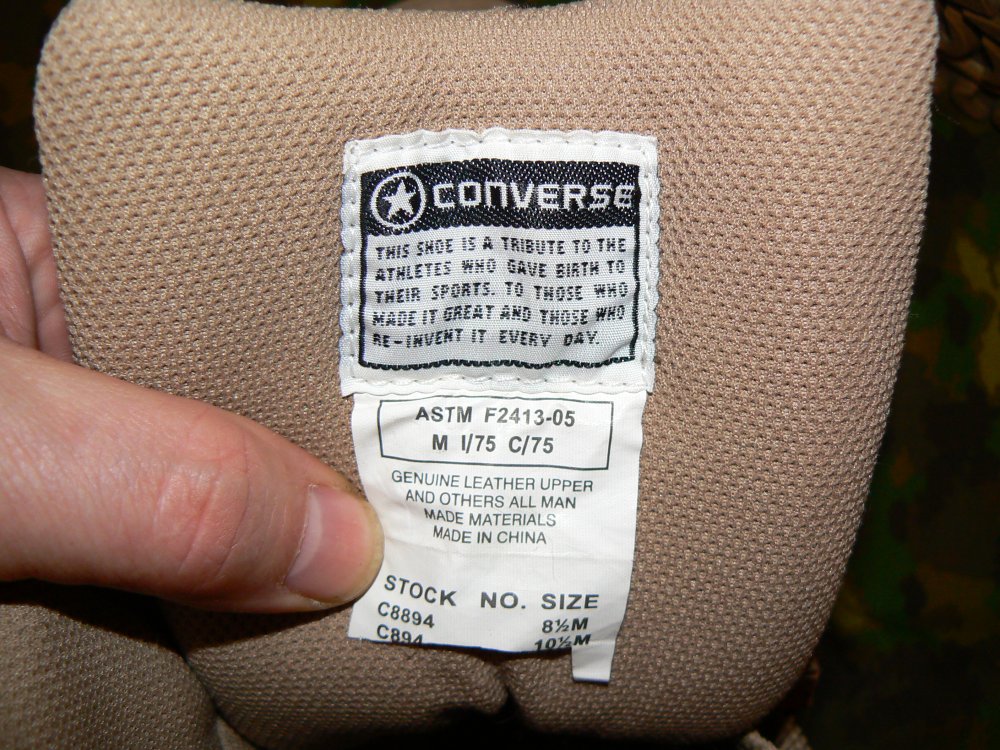 CONVERSE
THIS SHOE IS A TRIBUTE TO THE
ATHLETES WHO GAVE BIRTH TO
THEIR SPORTS. TO THOSE WHO
MADE IT GREAT AND THOSE WHO
RE-INVENT IT EVERY DAY.
ASTM F2413-05
M I/75 C/75
GENUINE LEATHER UPPER
AND OTHERS ALL MAN
MADE MATERIALS
MADE IN CHINA
STOCK NO. SIZE
C8894 8½M
C894 10½M